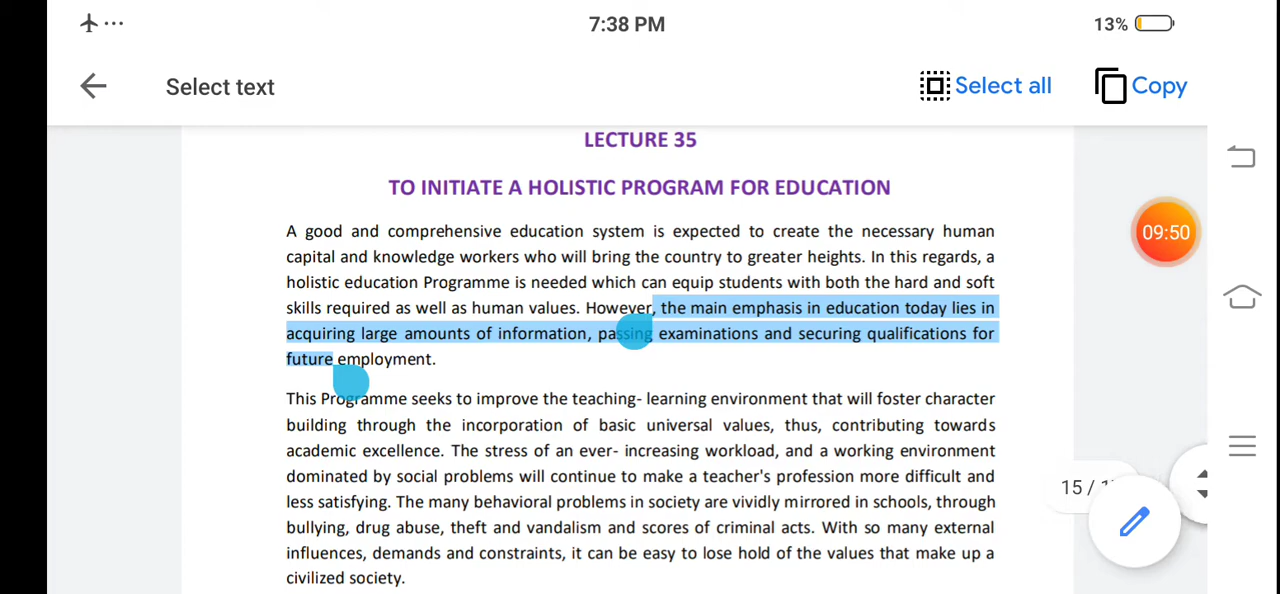 7:38 PM
13%
Select text
Select all
Copy
LECTURE 35
TO INITIATE A HOLISTIC PROGRAM FOR EDUCATION
A good and comprehensive education system is expected to create the necessary human
capital and knowledge workers who will bring the country to greater heights. In this regards, a
holistic education Programme is needed which can equip students with both the hard and soft
skills required as well as human values. However, the main emphasis in education today lies in
acquiring large amounts of information, passing examinations and securing qualifications for
future employment.
09:50
This Programme seeks to improve the teaching- learning environment that will foster character
building through the incorporation of basic universal values, thus, contributing towards
academic excellence. The stress of an ever- increasing workload, and a working environment
dominated by social problems will continue to make a teacher's profession more difficult and
less satisfying. The many behavioral problems in society are vividly mirrored in schools, through
bullying, drug abuse, theft and vandalism and scores of criminal acts. With so many external
influences, demands and constraints, it can be easy to lose hold of the values that make up a
civilized society.
15 /